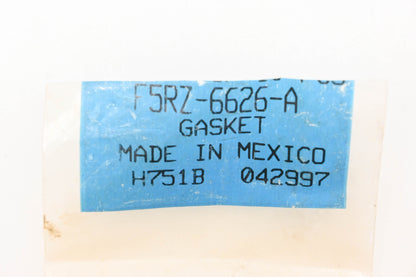 F5RZ-6626-A
GASKET
MADE IN MEXICO
H751B 042997